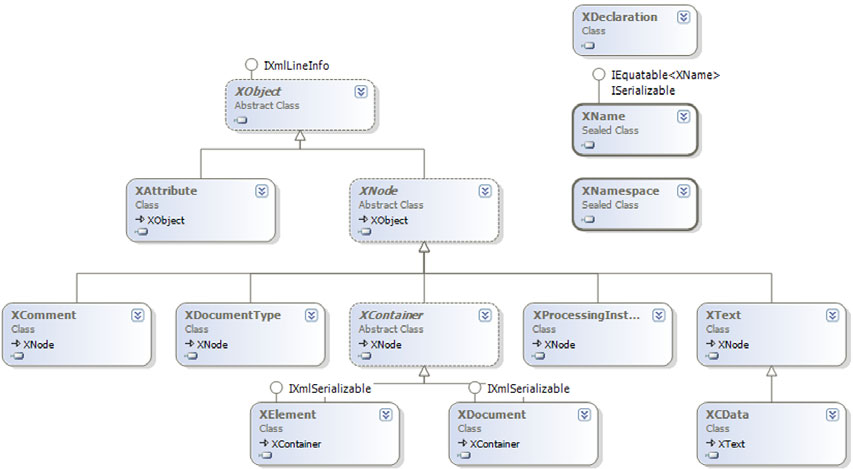 XDeclaration
Class
IXmlLineInfo
IEquatable<XName>
ISerializable
XObject
Abstract Class
XName
Sealed Class
XAttribute
Class
XObject
XNode
Abstract Class
XObject
XNamespace
Sealed Class
XComment
Class
XNode
XDocumentType
Class
XNode
XContainer
Abstract Class
XNode
XProcessingInst...
Class
XNode
XText
Class
XNode
IXmlSerializable
IXmlSerializable
XElement
Class
XContainer
XDocument
Class
XContainer
XCData
Class
XText